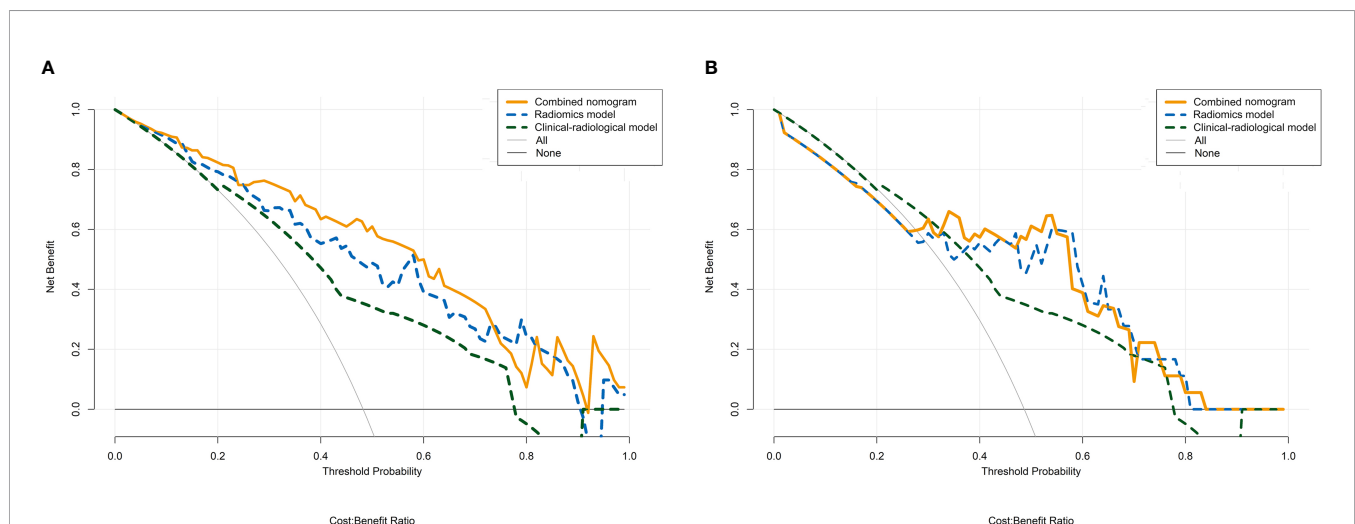 A
B
Combined nomogram
Radiomics model
Clinical-radiological model
All
None
Combined nomogram
Radiomics model
Clinical-radiological model
All
None
Net Benefit
1.0
0.8
0.6
0.4
0.2
0.0
0.0 0.2 0.4 0.6 0.8 1.0
Threshold Probability
Cost:Benefit Ratio
Net Benefit
1.0
0.8
0.6
0.4
0.2
0.0
0.0 0.2 0.4 0.6 0.8 1.0
Threshold Probability
Cost:Benefit Ratio